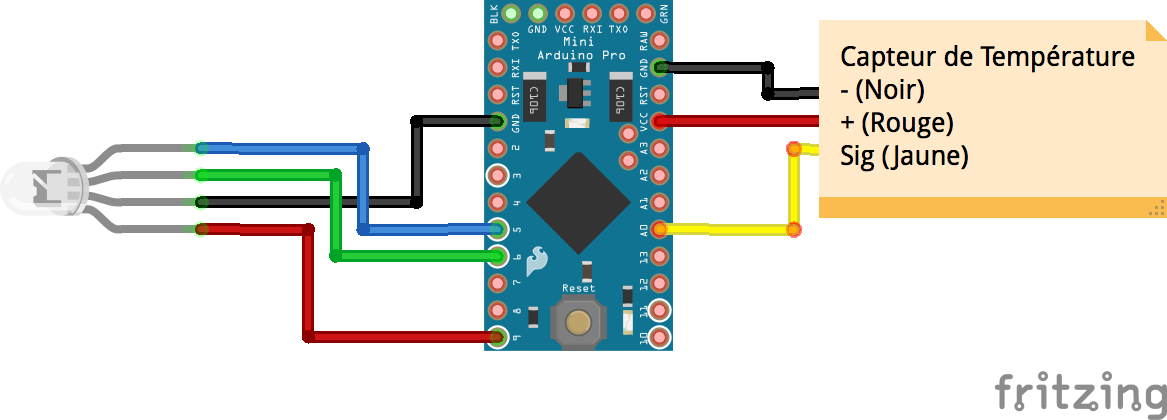 BLK GND VCC RXI TXO GRN
Mini
Arduino Pro
TXO
RXI
RST
GND
2
3
4
5
6
7
8
9
RAW
GND
RST
VCC
A3
A2
A1
A0
13
12
11
10
C106
C106
Reset
Capteur de Température
- (Noir)
+ (Rouge)
Sig (Jaune)
fritzing